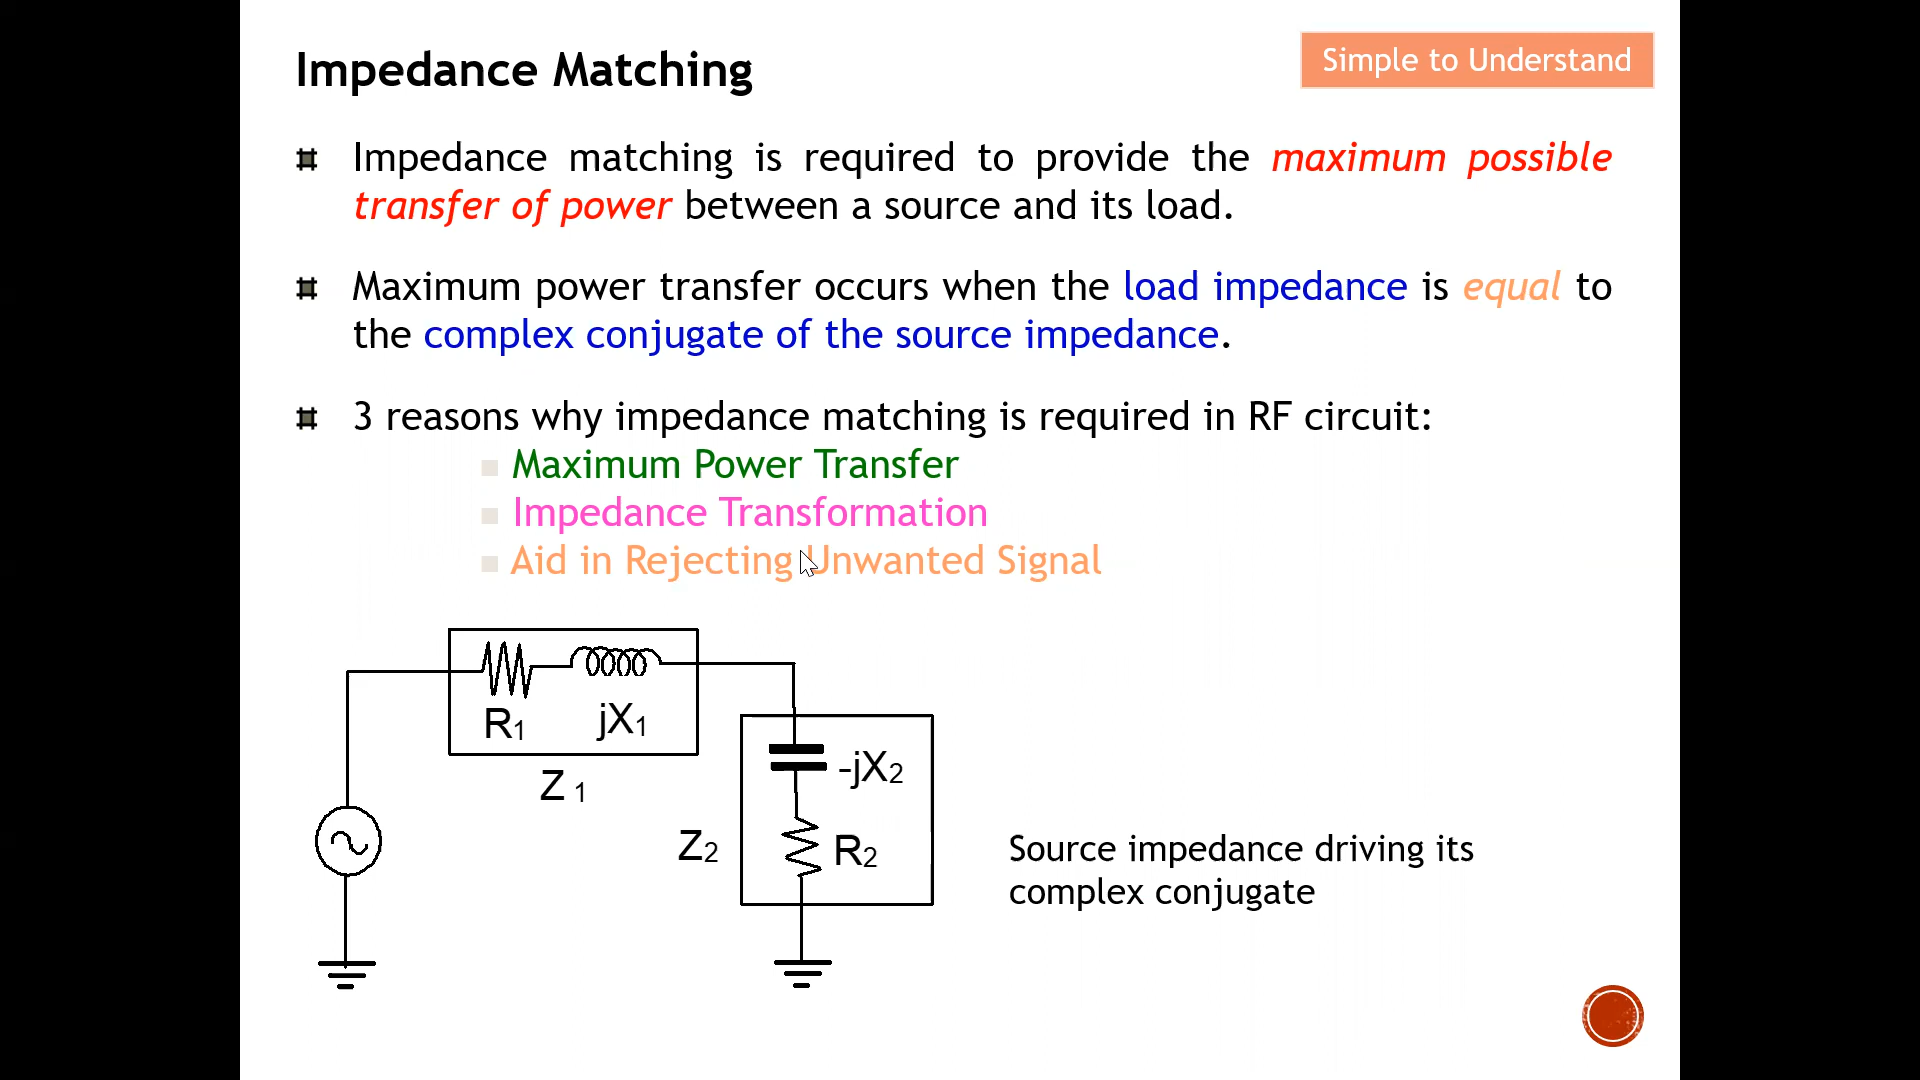 Impedance Matching
Simple to Understand
Impedance matching is required to provide the maximum possible
transfer of power between a source and its load.
Maximum power transfer occurs when the load impedance is equal to
the complex conjugate of the source impedance.
3 reasons why impedance matching is required in RF circuit:
Maximum Power Transfer
Impedance Transformation
Aid in Rejecting Unwanted Signal
R1 jX1
Z 1
-jX2
Z2 R2
Source impedance driving its
complex conjugate